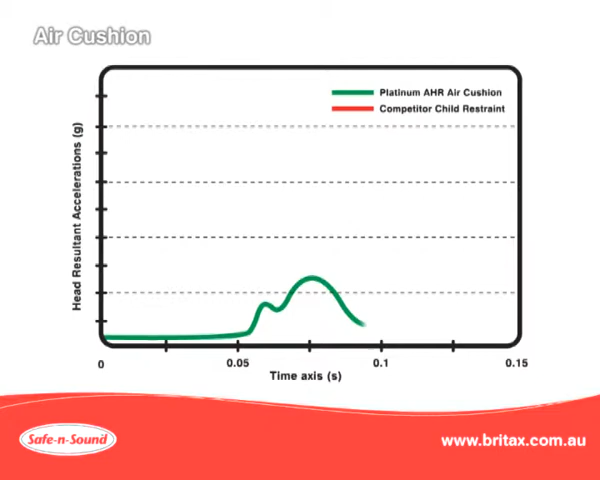 Air Cushion
Platinum AHR Air Cushion
Competitor Child Restraint
Head Resultant Accelerations (g)
0
0.05
0.1
0.15
Time axis (s)
Safe-n-Sound
www.britax.com.au